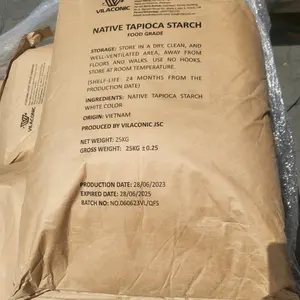 VILACONIC
VILACONIC
NATIVE TAPIOCA STARCH
FOOD GRADE
STORAGE: STORE IN A DRY, CLEAN, AND
WELL-VENTILATED AREA, AWAY FROM
FLOORS AND WALKS. USE NO HOOKS.
STORE AT ROOM TEMPERATURE.
(SHELF-LIFE: 24 MONTHS FROM THE
PRODUCTION DATE)
INGREDIENTS: NATIVE TAPIOCA STARCH
WHITE COLOR
ORIGIN: VIETNAM
PRODUCED BY VILACONIC JSC
NET WEIGHT: 25KG
GROSS WEIGHT: 25KG ± 0.25
PRODUCTION DATE: 28/06/2023
EXPIRED DATE: 28/06/2025
BATCH NO: NO.060623VL/QFS